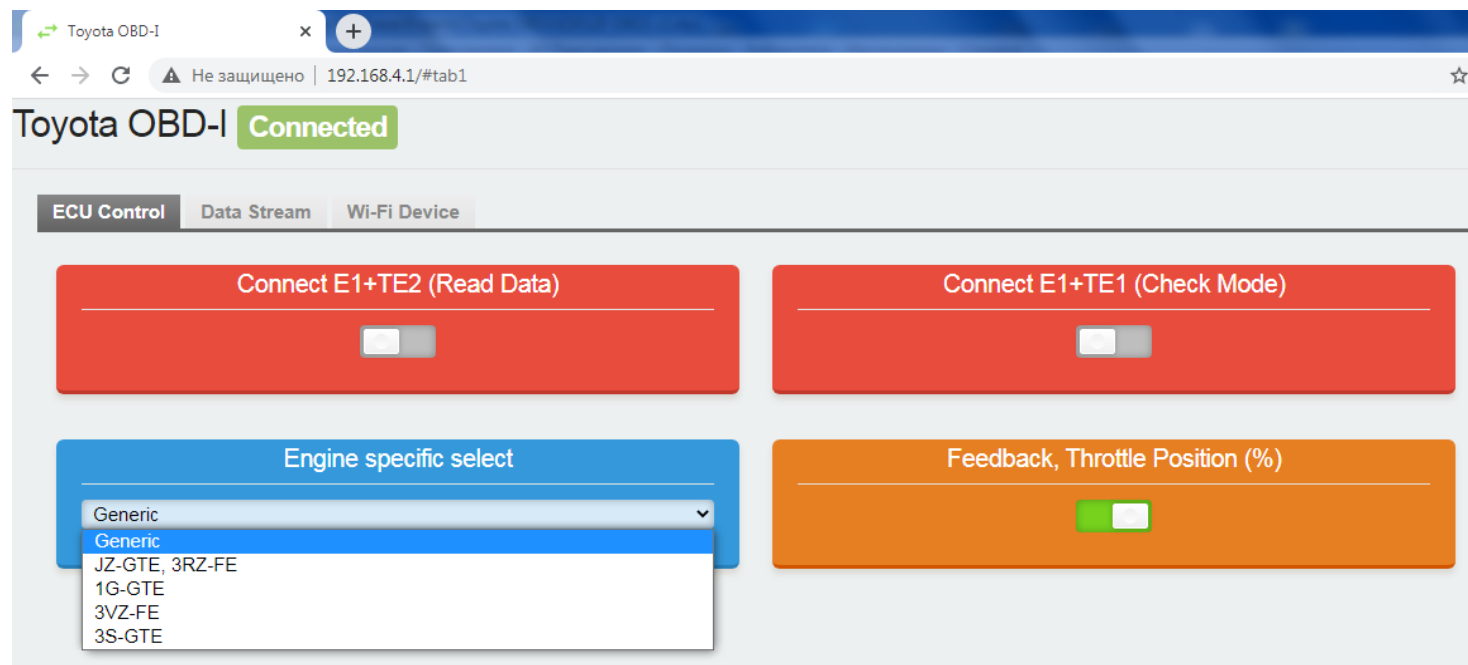 Toyota OBD-I
Не защищено | 192.168.4.1/#tab1
Toyota OBD-I Connected
ECU Control Data Stream Wi-Fi Device
Connect E1+TE2 (Read Data)
Connect E1+TE1 (Check Mode)
Engine specific select
Feedback, Throttle Position (%)
Generic
Generic
JZ-GTE, 3RZ-FE
1G-GTE
3VZ-FE
3S-GTE